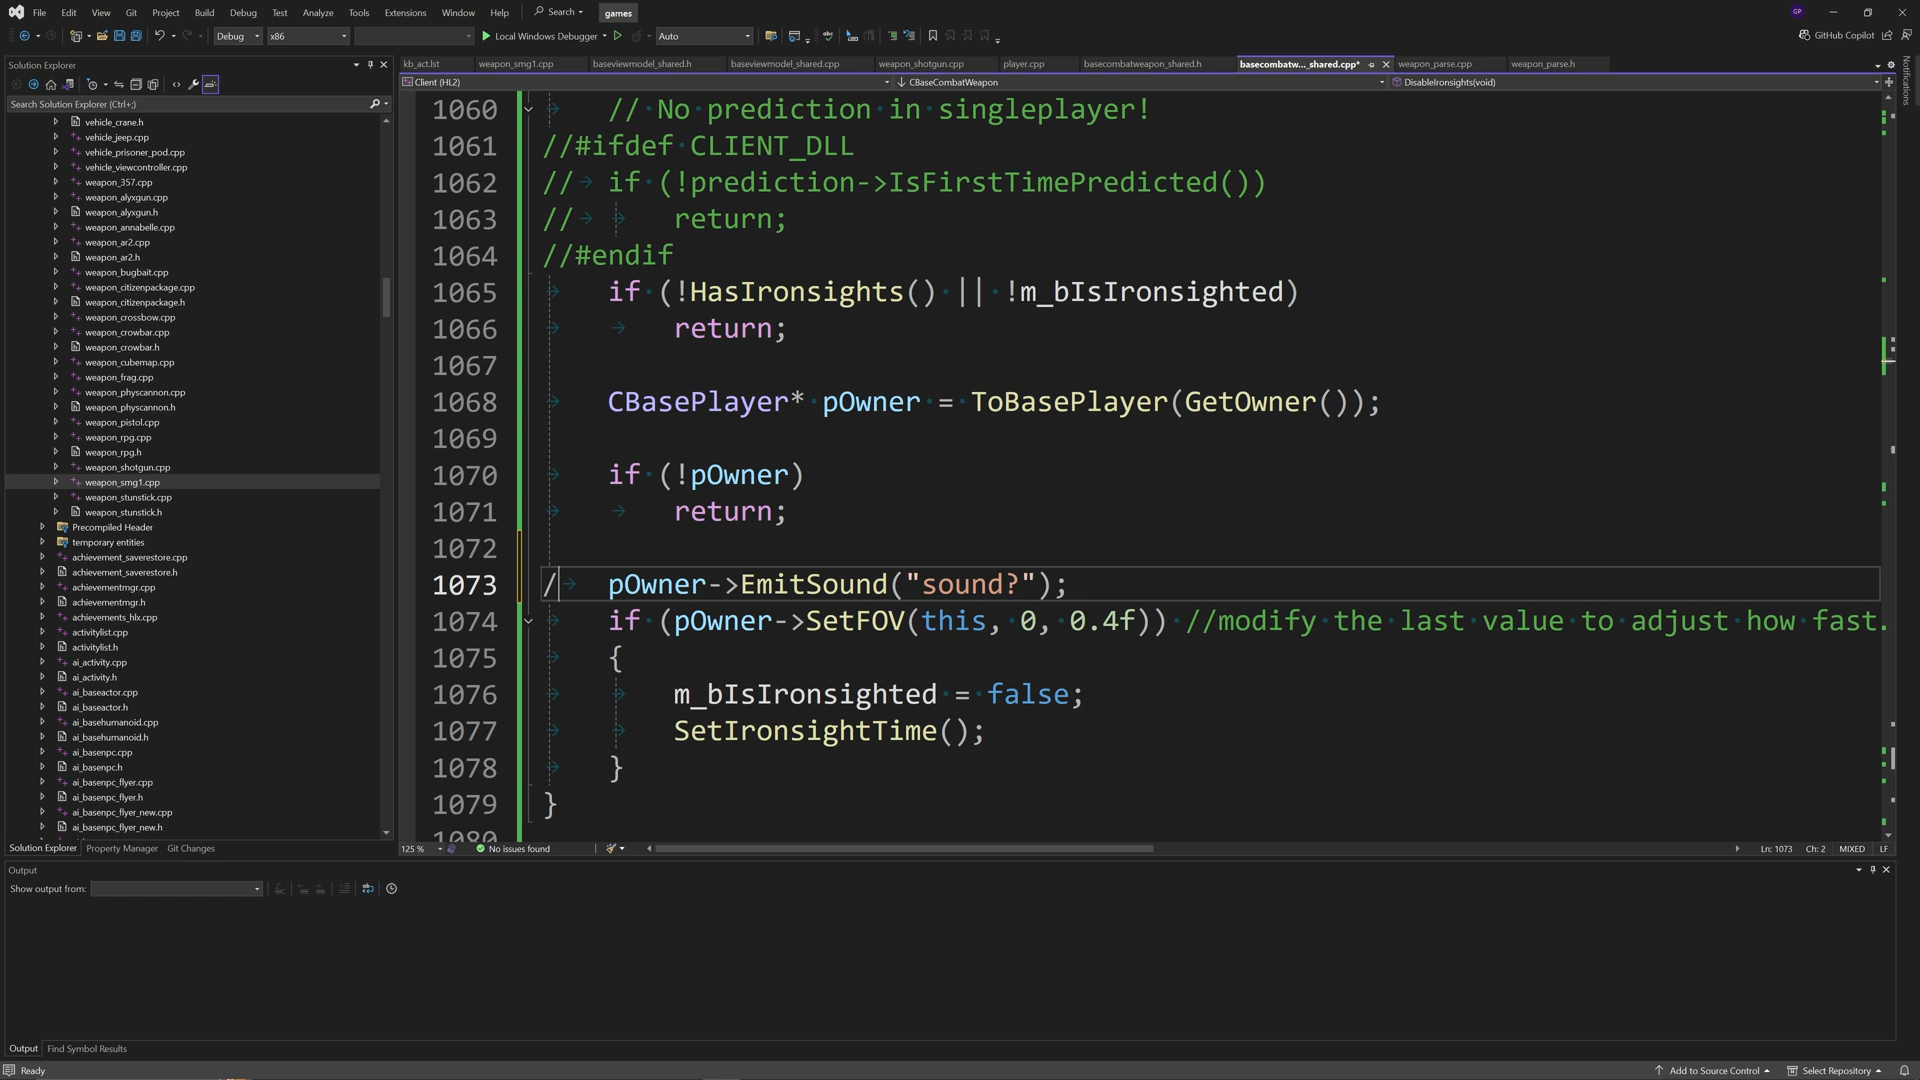 File Edit View Git Project Build Debug Test Analyze Tools Extensions Window Help Search games GP
Debug x86 Local Windows Debugger Auto GitHub Copilot
Solution Explorer
Search Solution Explorer (Ctrl+;)
vehicle_crane.h
vehicle_jeep.cpp
vehicle_prisoner_pod.cpp
vehicle_viewcontroller.cpp
weapon_357.cpp
weapon_alyxgun.cpp
weapon_alyxgun.h
weapon_annabelle.cpp
weapon_ar2.cpp
weapon_ar2.h
weapon_bugbait.cpp
weapon_citizenpackage.cpp
weapon_citizenpackage.h
weapon_crossbow.cpp
weapon_crowbar.cpp
weapon_crowbar.h
weapon_cubemap.cpp
weapon_frag.cpp
weapon_physcannon.cpp
weapon_physcannon.h
weapon_pistol.cpp
weapon_rpg.cpp
weapon_rpg.h
weapon_shotgun.cpp
weapon_smg1.cpp
weapon_stunstick.cpp
weapon_stunstick.h
Precompiled Header
temporary entities
achievement_saverestore.cpp
achievement_saverestore.h
achievementmgr.cpp
achievementmgr.h
achievements_hlx.cpp
activitylist.cpp
activitylist.h
ai_activity.cpp
ai_activity.h
ai_baseactor.cpp
ai_baseactor.h
ai_basehumanoid.cpp
ai_basehumanoid.h
ai_basenpc.cpp
ai_basenpc.h
ai_basenpc_flyer.cpp
ai_basenpc_flyer.h
ai_basenpc_flyer_new.cpp
ai_basenpc_flyer_new.h
Solution Explorer Property Manager Git Changes
kb_act.lst weapon_smg1.cpp baseviewmodel_shared.h baseviewmodel_shared.cpp weapon_shotgun.cpp player.cpp basecombatweapon_shared.h basecombatw..._shared.cpp* weapon_parse.cpp weapon_parse.h
Client (HL2) CBaseCombatWeapon DisableIronsights(void)
1060 // No prediction in singleplayer!
1061 //#ifdef CLIENT_DLL
1062 // if (!prediction->IsFirstTimePredicted())
1063 // return;
1064 //#endif
1065 if (!HasIronsights() || !m_bIsIronsighted)
1066 return;
1067
1068 CBasePlayer* pOwner = ToBasePlayer(GetOwner());
1069
1070 if (!pOwner)
1071 return;
1072
1073 / pOwner->EmitSound("sound?");
1074 if (pOwner->SetFOV(this, 0, 0.4f)) //modify the last value to adjust how fast.
1075 {
1076 m_bIsIronsighted = false;
1077 SetIronsightTime();
1078 }
1079 }
1080
125 % No issues found Ln: 1073 Ch: 2 MIXED LF
Notifications
Output
Show output from:
Output Find Symbol Results
Ready Add to Source Control Select Repository